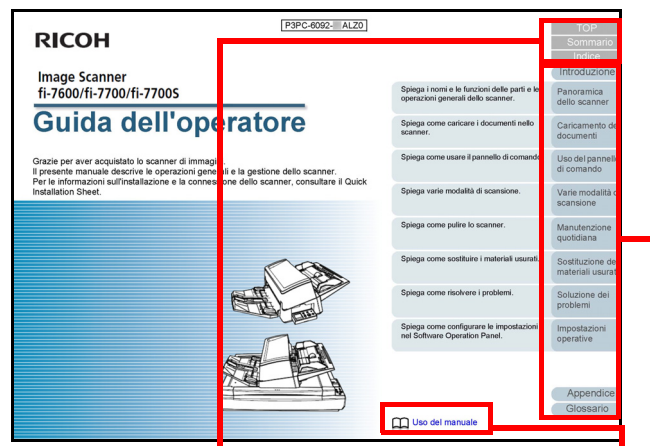 P3PC-6092- ALZ0
RICOH
TOP
Sommario
Indice
Image Scanner
fi-7600/fi-7700/fi-7700S
Guida dell'operatore
Grazie per aver acquistato lo scanner di immagini.
Il presente manuale descrive le operazioni generali e la gestione dello scanner.
Per le informazioni sull'installazione e la connessione dello scanner, consultare il Quick
Installation Sheet.
Introduzione
Spiega i nomi e le funzioni delle parti e le
operazioni generali dello scanner.
Panoramica
dello scanner
Spiega come caricare i documenti nello
scanner.
Caricamento de
documenti
Spiega come usare il pannello di comando
Uso del pannello
di comando
Spiega varie modalità di scansione.
Varie modalità d
scansione
Spiega come pulire lo scanner.
Manutenzione
quotidiana
Spiega come sostituire i materiali usurati.
Sostituzione de
materiali usurat
Spiega come risolvere i problemi.
Soluzione dei
problemi
Spiega come configurare le impostazioni
nel Software Operation Panel.
Impostazioni
operative
Appendice
Glossario
Uso del manuale